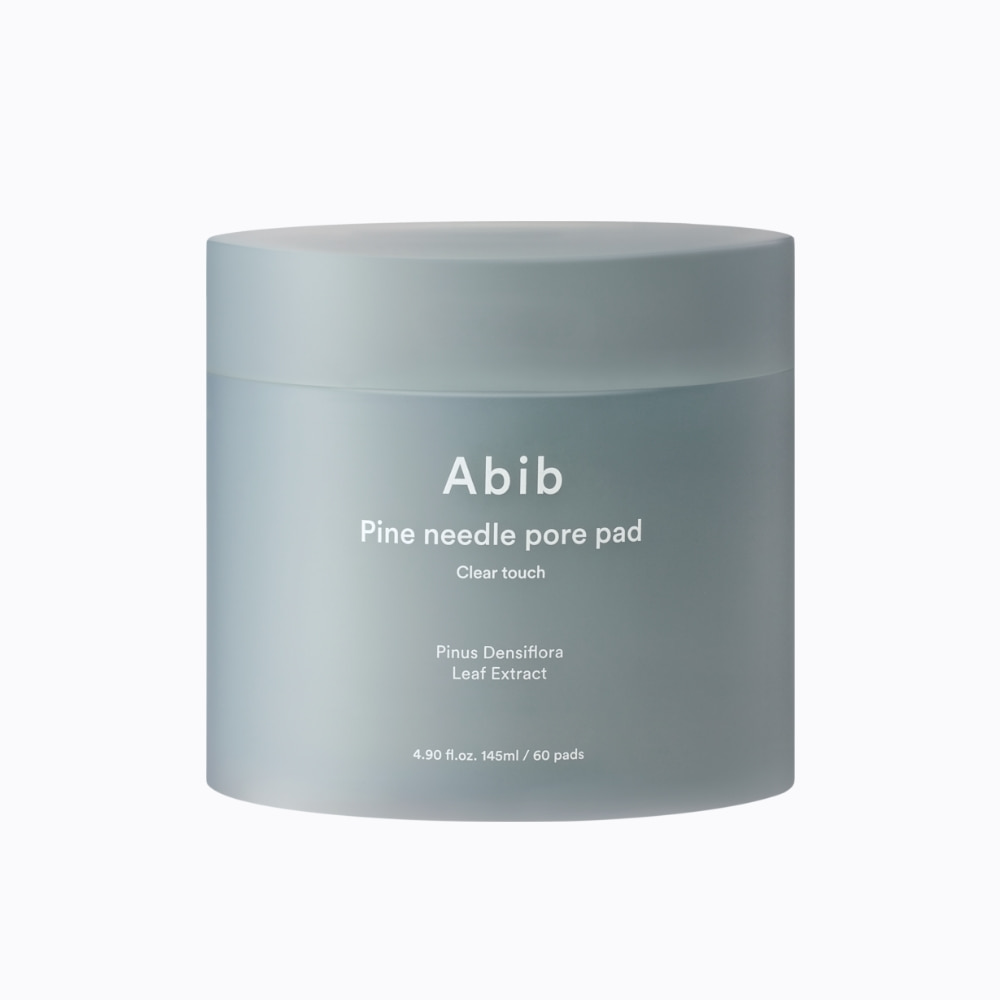 Abib
Pine needle pore pad
Clear touch
Pinus Densiflora
Leaf Extract
4.90 fl.oz. 145ml / 60 pads